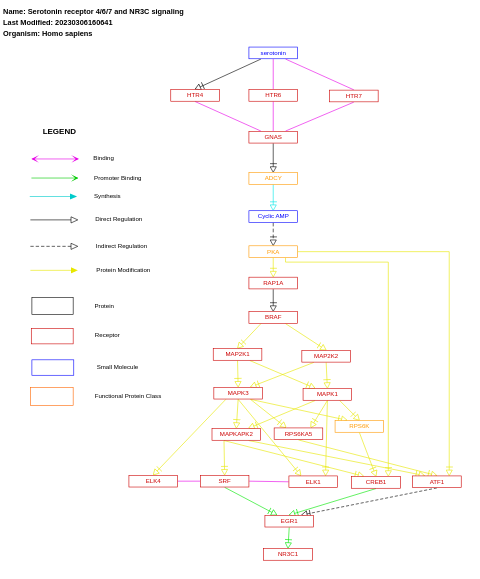 Name: Serotonin receptor 4/6/7 and NR3C signaling
Last Modified: 20230306160641
Organism: Homo sapiens
serotonin
HTR4
HTR6
HTR7
GNAS
ADCY
Cyclic AMP
PKA
RAP1A
BRAF
MAP2K1
MAP2K2
MAPK3
MAPK1
MAPKAPK2
RPS6KA5
RPS6K
ELK4
SRF
ELK1
CREB1
ATF1
EGR1
NR3C1
LEGEND
Binding
Promoter Binding
Synthesis
Direct Regulation
Indirect Regulation
Protein Modification
Protein
Receptor
Small Molecule
Functional Protein Class